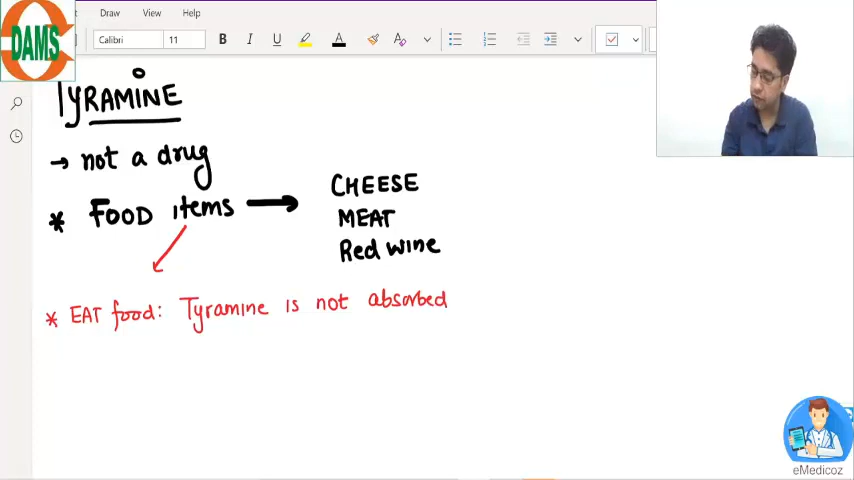 DAMS
Draw View Help
Calibri 11 B I U A A
TYRAMINE
→ not a drug
* FOOD items → CHEESE
MEAT
Red wine
* EAT food: Tyramine is not absorbed
eMedicoz